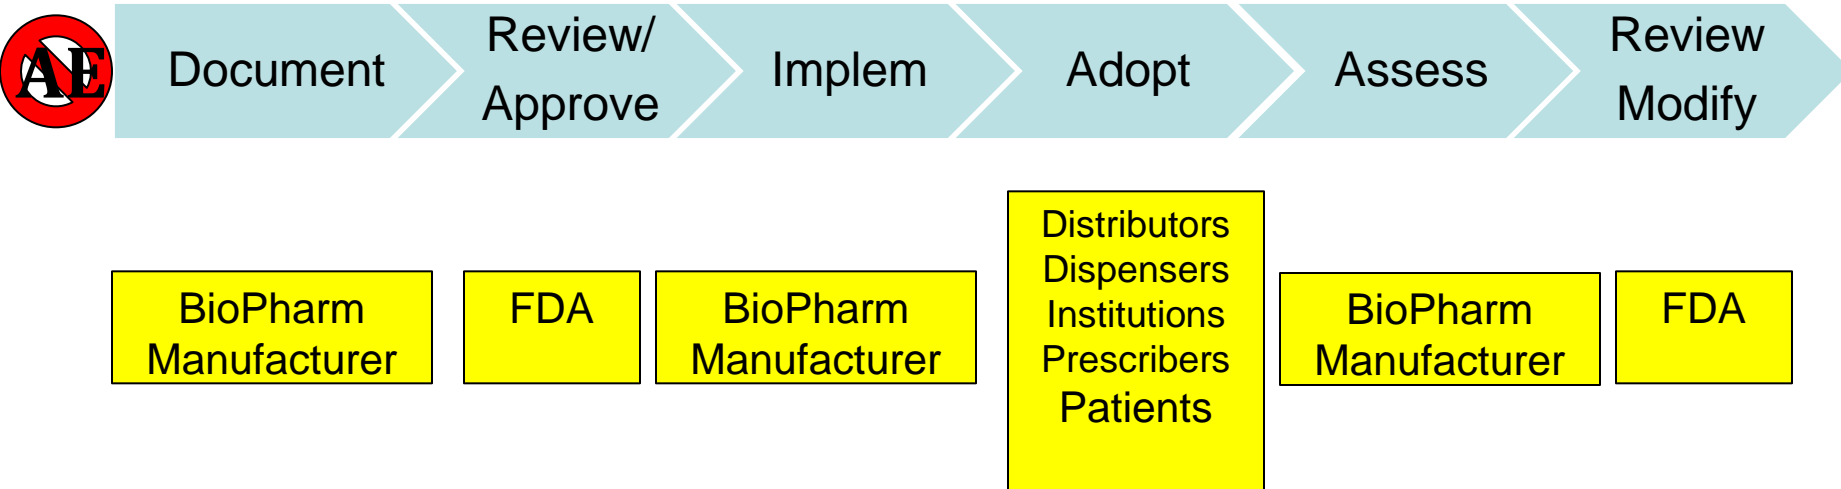 AE
Document
Review/
Approve
Implem
Adopt
Assess
Review
Modify
BioPharm
Manufacturer
FDA
BioPharm
Manufacturer
Distributors
Dispensers
Institutions
Prescribers
Patients
BioPharm
Manufacturer
FDA